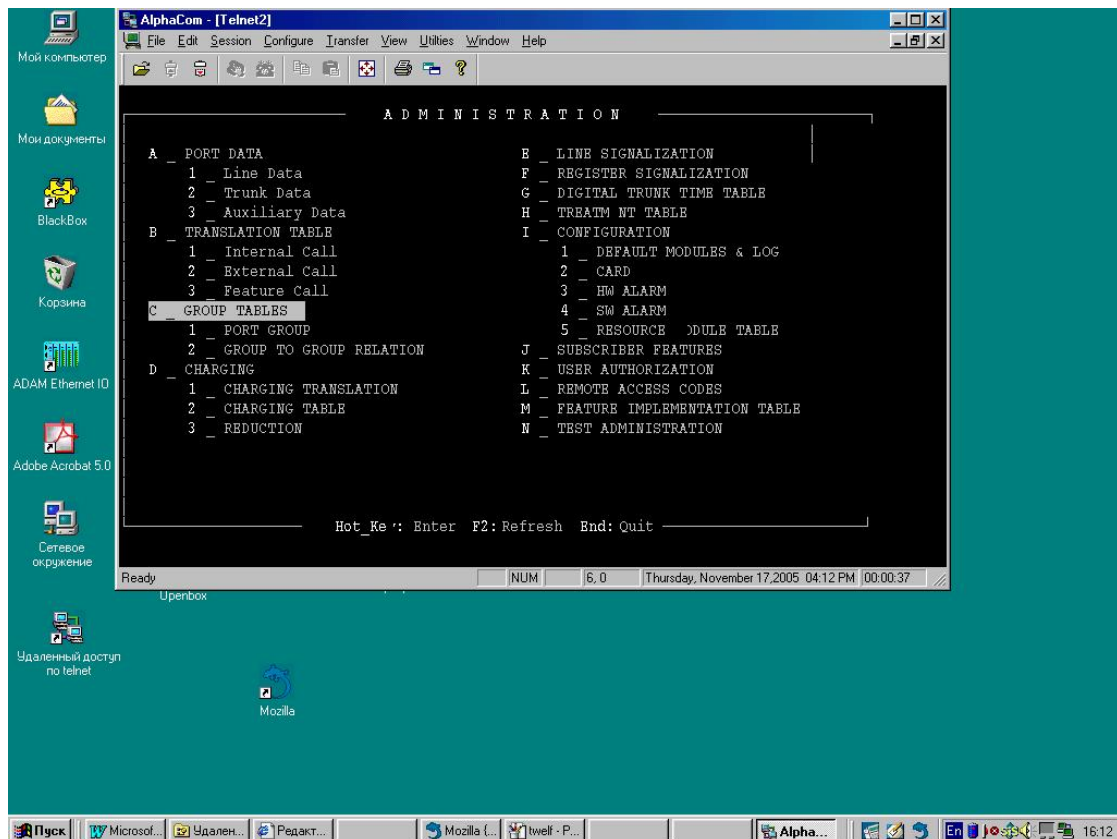 AlphaCom - [Telnet2]
File Edit Session Configure Transfer View Utilties Window Help
A D M I N I S T R A T I O N
A _ PORT DATA
1 _ Line Data
2 _ Trunk Data
3 _ Auxiliary Data
B _ TRANSLATION TABLE
1 _ Internal Call
2 _ External Call
3 _ Feature Call
C _ GROUP TABLES
1 _ PORT GROUP
2 _ GROUP TO GROUP RELATION
D _ CHARGING
1 _ CHARGING TRANSLATION
2 _ CHARGING TABLE
3 _ REDUCTION
E _ LINE SIGNALIZATION
F _ REGISTER SIGNALIZATION
G _ DIGITAL TRUNK TIME TABLE
H _ TREATM NT TABLE
I _ CONFIGURATION
1 _ DEFAULT MODULES & LOG
2 _ CARD
3 _ HW ALARM
4 _ SW ALARM
5 _ RESOURCE DULE TABLE
J _ SUBSCRIBER FEATURES
K _ USER AUTHORIZATION
L _ REMOTE ACCESS CODES
M _ FEATURE IMPLEMENTATION TABLE
N _ TEST ADMINISTRATION
Hot_Ke : Enter F2: Refresh End: Quit
Ready NUM 6, 0 Thursday, November 17,2005 04:12 PM 00:00:37
Мой компьютер
Мои документы
BlackBox
Корзина
ADAM Ethernet IO
Adobe Acrobat 5.0
Сетевое
окружение
Удаленный доступ
по telnet
Openbox
Mozilla
Пуск Microsof... Удален... Редакт... Mozilla (... twelf - P... Alpha... En 16:12